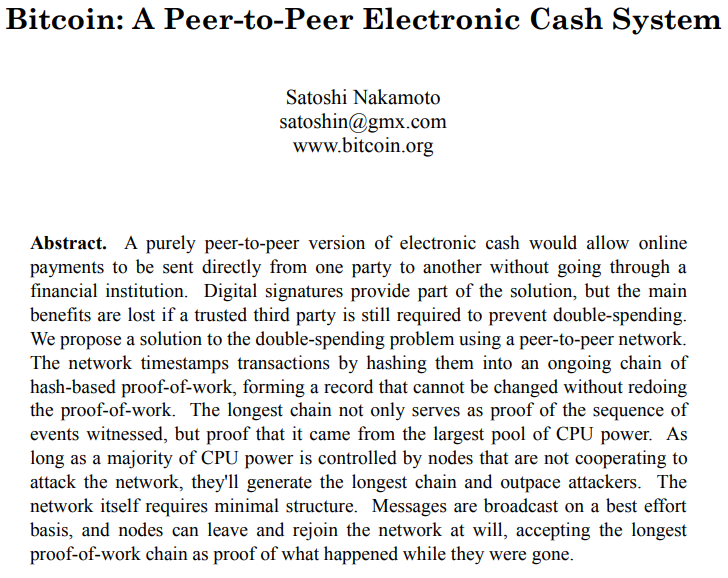 Bitcoin: A Peer-to-Peer Electronic Cash System
Satoshi Nakamoto
satoshin@gmx.com
www.bitcoin.org
Abstract. A purely peer-to-peer version of electronic cash would allow online
payments to be sent directly from one party to another without going through a
financial institution. Digital signatures provide part of the solution, but the main
benefits are lost if a trusted third party is still required to prevent double-spending.
We propose a solution to the double-spending problem using a peer-to-peer network.
The network timestamps transactions by hashing them into an ongoing chain of
hash-based proof-of-work, forming a record that cannot be changed without redoing
the proof-of-work. The longest chain not only serves as proof of the sequence of
events witnessed, but proof that it came from the largest pool of CPU power. As
long as a majority of CPU power is controlled by nodes that are not cooperating to
attack the network, they'll generate the longest chain and outpace attackers. The
network itself requires minimal structure. Messages are broadcast on a best effort
basis, and nodes can leave and rejoin the network at will, accepting the longest
proof-of-work chain as proof of what happened while they were gone.